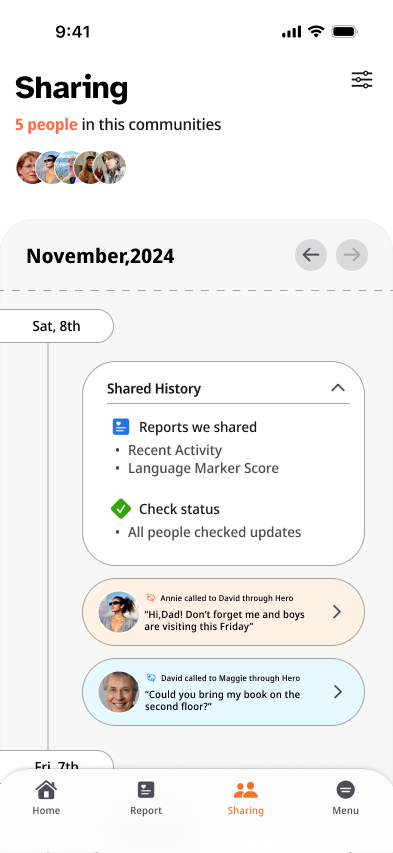 9:41
Sharing
5 people in this communities
November,2024
Sat, 8th
Shared History
Reports we shared
• Recent Activity
• Language Marker Score
Check status
• All people checked updates
Annie called to David through Hero
“Hi,Dad! Don’t forget me and boys
are visiting this Friday”
David called to Maggie through Hero
“Could you bring my book on the
second floor?”
Fri, 7th
Home
Report
Sharing
Menu